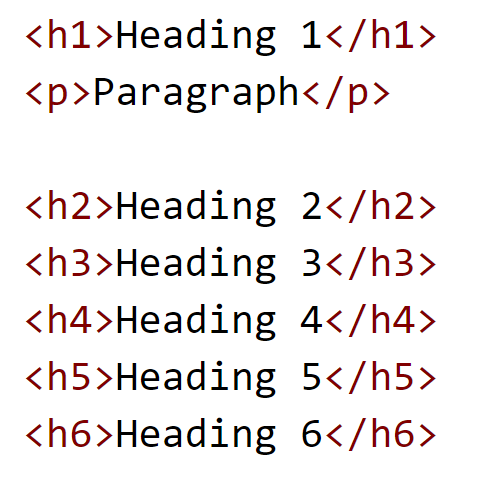 <h1>Heading 1</h1>
<p>Paragraph</p>
<h2>Heading 2</h2>
<h3>Heading 3</h3>
<h4>Heading 4</h4>
<h5>Heading 5</h5>
<h6>Heading 6</h6>